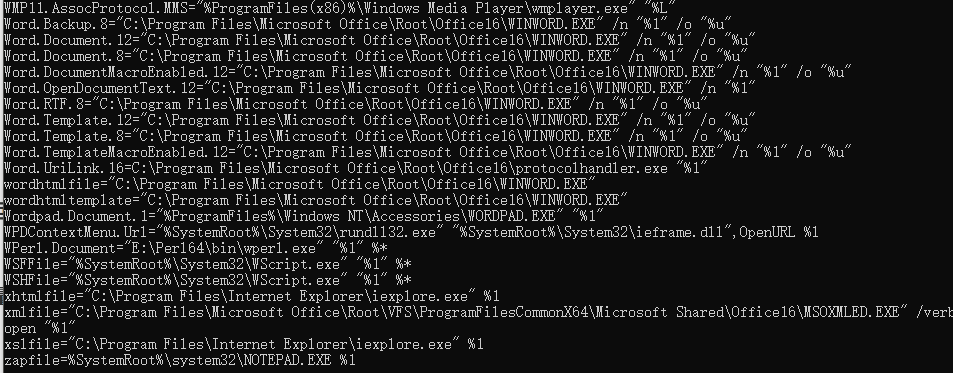 WMP11.AssocProtocol.MMS="%ProgramFiles(x86)%\Windows Media Player\wmplayer.exe" "%L"
Word.Backup.8="C:\Program Files\Microsoft Office\Root\Office16\WINWORD.EXE" /n "%1" /o "%u"
Word.Document.12="C:\Program Files\Microsoft Office\Root\Office16\WINWORD.EXE" /n "%1" /o "%u"
Word.Document.8="C:\Program Files\Microsoft Office\Root\Office16\WINWORD.EXE" /n "%1" /o "%u"
Word.DocumentMacroEnabled.12="C:\Program Files\Microsoft Office\Root\Office16\WINWORD.EXE" /n "%1" /o "%u"
Word.OpenDocumentText.12="C:\Program Files\Microsoft Office\Root\Office16\WINWORD.EXE" /n "%1"
Word.RTF.8="C:\Program Files\Microsoft Office\Root\Office16\WINWORD.EXE" /n "%1" /o "%u"
Word.Template.12="C:\Program Files\Microsoft Office\Root\Office16\WINWORD.EXE" /n "%1" /o "%u"
Word.Template.8="C:\Program Files\Microsoft Office\Root\Office16\WINWORD.EXE" /n "%1" /o "%u"
Word.TemplateMacroEnabled.12="C:\Program Files\Microsoft Office\Root\Office16\WINWORD.EXE" /n "%1" /o "%u"
Word.UriLink.16=C:\Program Files\Microsoft Office\Root\Office16\protocolhandler.exe "%1"
wordhtmlfile="C:\Program Files\Microsoft Office\Root\Office16\WINWORD.EXE"
wordhtmltemplate="C:\Program Files\Microsoft Office\Root\Office16\WINWORD.EXE"
Wordpad.Document.1="%ProgramFiles%\Windows NT\Accessories\WORDPAD.EXE" "%1"
WPDContextMenu.Url="%SystemRoot%\System32\rundll32.exe" "%SystemRoot%\System32\ieframe.dll",OpenURL %1
WPerl.Document="E:\Perl64\bin\wperl.exe" "%1" %*
WSFFile="%SystemRoot%\System32\WScript.exe" "%1" %*
WSHFile="%SystemRoot%\System32\WScript.exe" "%1" %*
xhtmlfile="C:\Program Files\Internet Explorer\iexplore.exe" %1
xmlfile="C:\Program Files\Microsoft Office\Root\VFS\ProgramFilesCommonX64\Microsoft Shared\Office16\MSOXMLED.EXE" /verb
open "%1"
xslfile="C:\Program Files\Internet Explorer\iexplore.exe" %1
zapfile=%SystemRoot%\system32\NOTEPAD.EXE %1